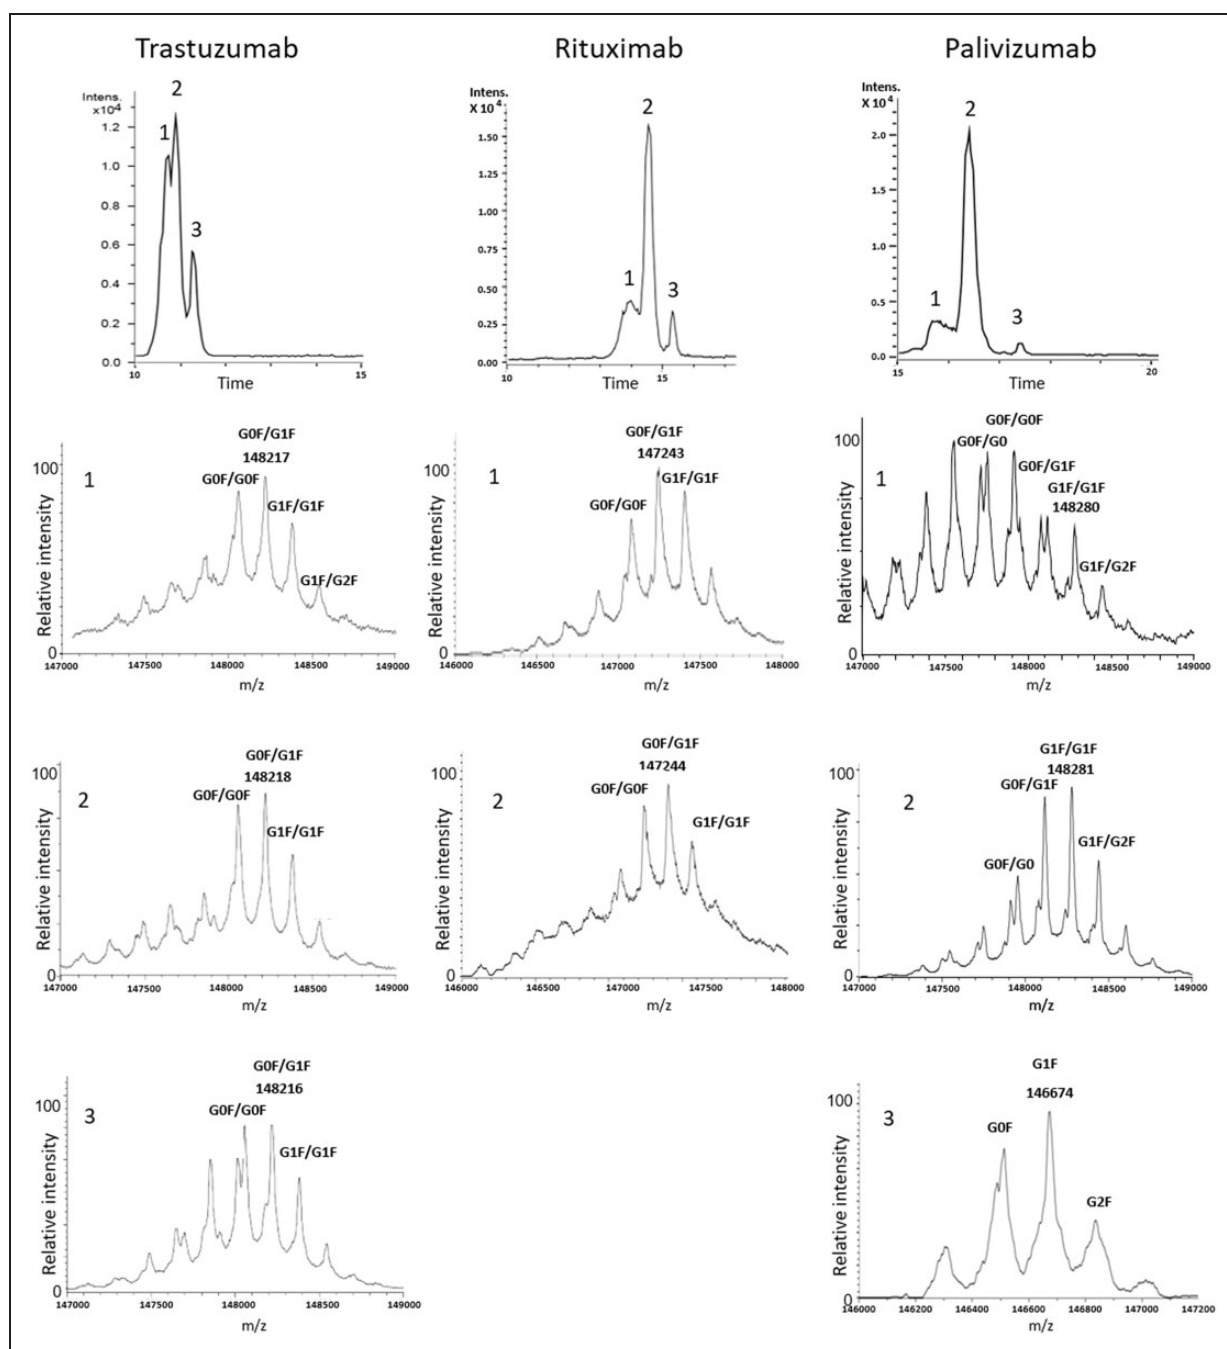 Trastuzumab
Intens.
x10⁴
1.2
1.0
0.8
0.6
0.4
0.2
0.0
1
2
3
10
15
Time
Rituximab
Intens.
X 10⁴
1.50
1.25
1.00
0.75
0.50
0.25
0.00
1
2
3
10
15
Time
Palivizumab
Intens.
X 10⁴
2.0
1.5
1.0
0.5
0.0
1
2
3
15
20
Time
1
G0F/G1F
148217
G0F/G0F
G1F/G1F
G1F/G2F
100
0
Relative intensity
147000 147500 148000 148500 149000
m/z
1
G0F/G1F
147243
G0F/G0F
G1F/G1F
100
0
Relative intensity
146000 146500 147000 147500 148000
m/z
1
G0F/G0F
G0F/G0
G0F/G1F
G1F/G1F
148280
G1F/G2F
100
0
Relative intensity
147000 147500 148000 148500 149000
m/z
2
G0F/G1F
148218
G0F/G0F
G1F/G1F
100
0
Relative intensity
147000 147500 148000 148500 149000
m/z
2
G0F/G1F
147244
G0F/G0F
G1F/G1F
100
0
Relative intensity
146000 146500 147000 147500 148000
m/z
2
G1F/G1F
148281
G0F/G1F
G1F/G2F
G0F/G0
100
0
Relative intensity
147000 147500 148000 148500 149000
m/z
3
G0F/G1F
148216
G0F/G0F
G1F/G1F
100
0
Relative intensity
147000 147500 148000 148500 149000
m/z
3
G1F
146674
G0F
G2F
100
0
Relative intensity
146000 146200 146400 146600 146800 147000 147200
m/z